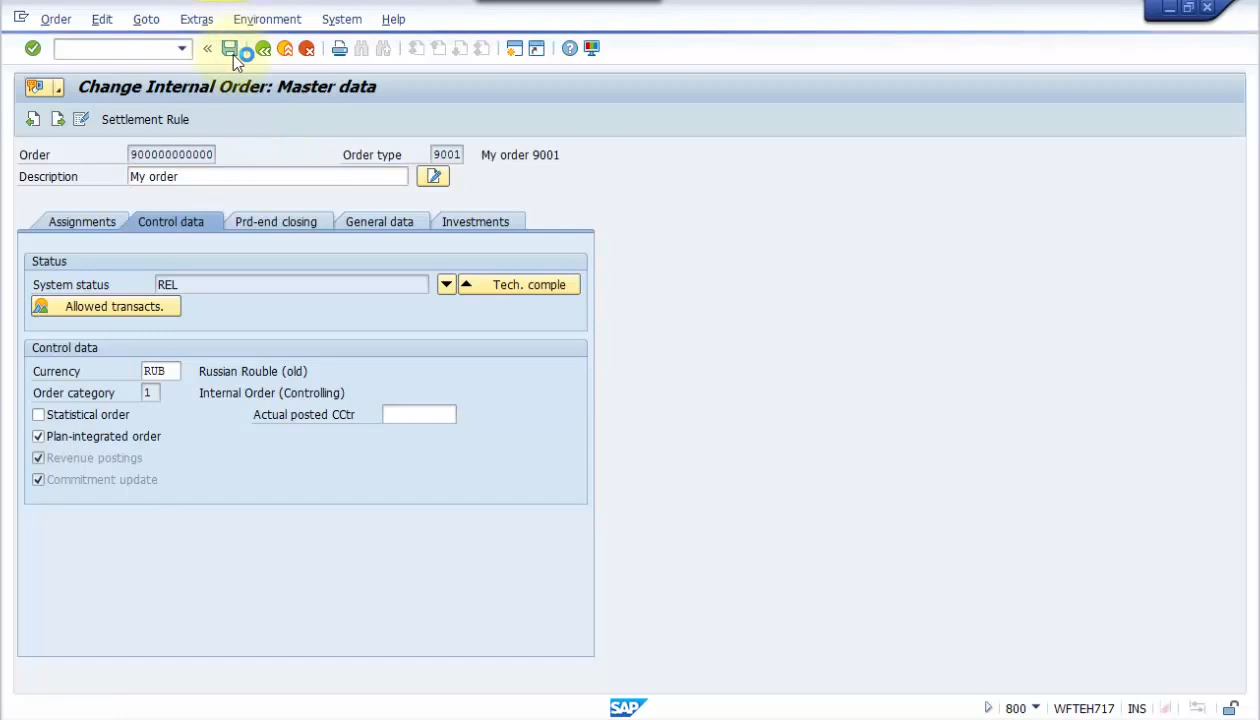 Order Edit Goto Extras Environment System Help
Change Internal Order: Master data
Settlement Rule
Order 900000000000 Order type 9001 My order 9001
Description My order
Assignments Control data Prd-end closing General data Investments
Status
System status REL Tech. comple
Allowed transacts.
Control data
Currency RUB Russian Rouble (old)
Order category 1 Internal Order (Controlling)
Statistical order Actual posted CCtr
Plan-integrated order
Revenue postings
Commitment update
SAP 800 WFTEH717 INS